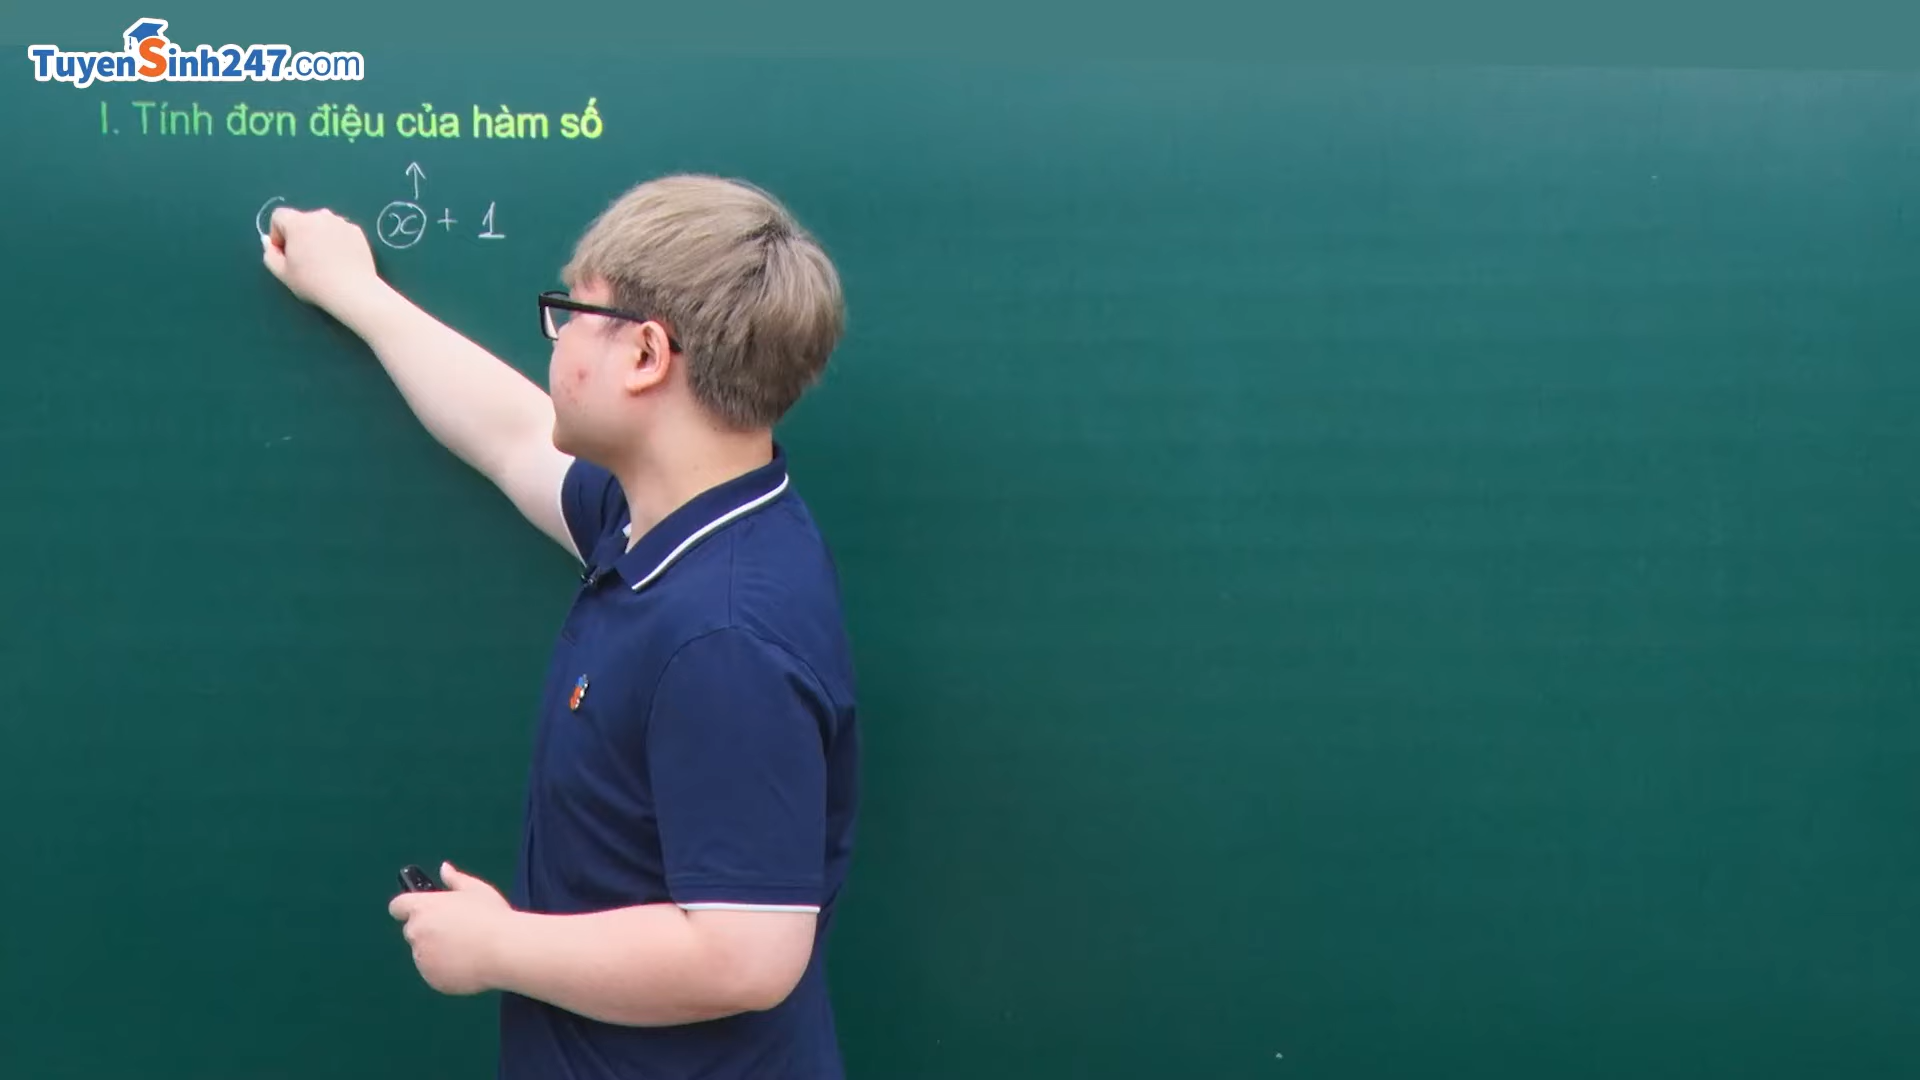 TuyenSinh247.com
I. Tính đơn điệu của hàm số
x + 1